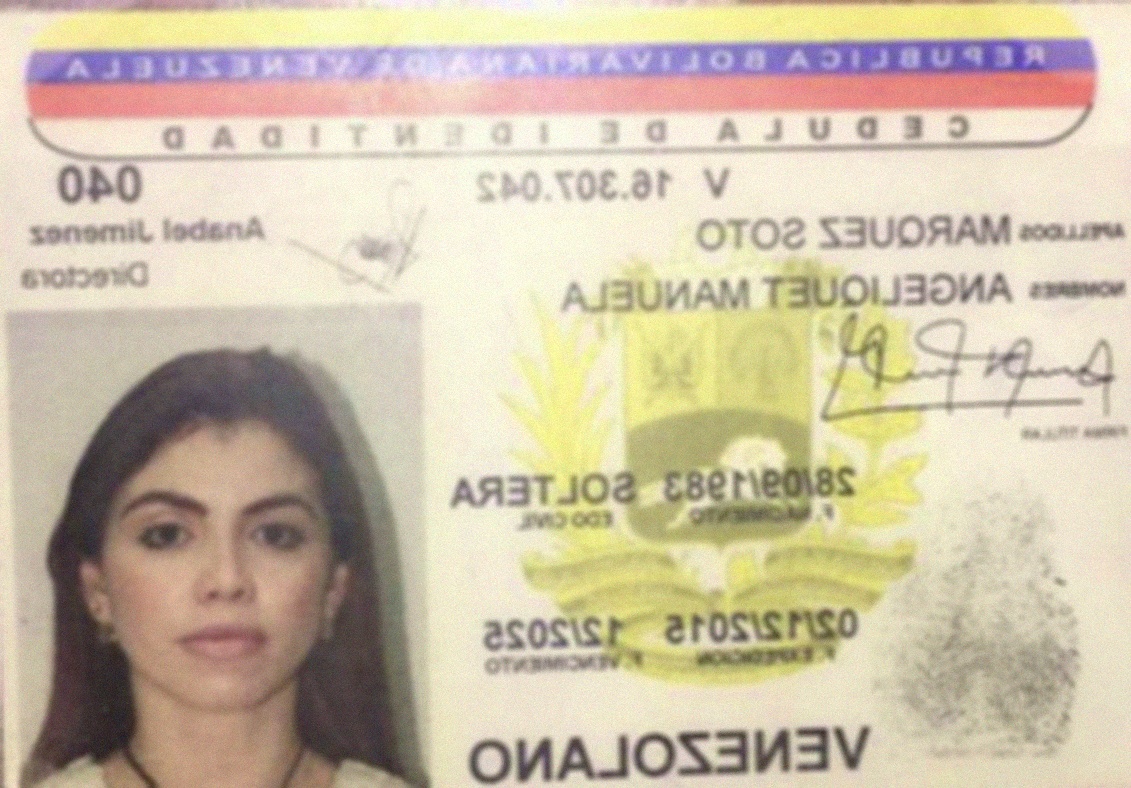 REPUBLICA BOLIVARIANA DE VENEZUELA
CEDULA DE IDENTIDAD
V 16.307.042
040
APELLIDOS MARQUEZ SOTO
Anabel Jimenez
Directora
NOMBRES ANGELIQUET MANUELA
FIRMA TITULAR
28/09/1983 SOLTERA
F. NACIMIENTO EDO CIVIL
02/12/2015 12/2025
F. EXPEDICION F. VENCIMIENTO
VENEZOLANO